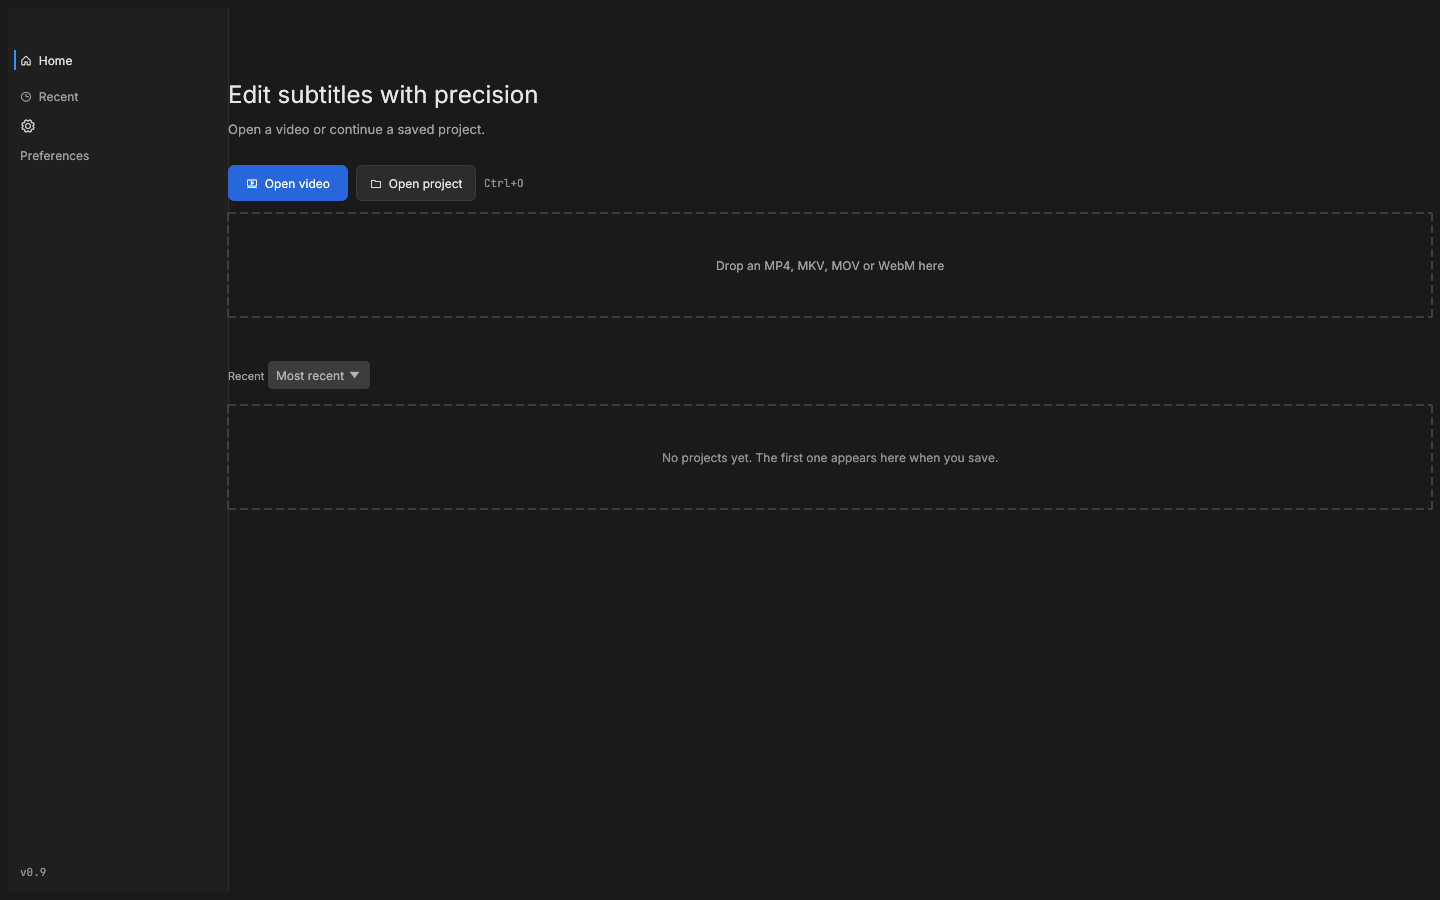 Home
Recent
Preferences
Edit subtitles with precision
Open a video or continue a saved project.
Open video
Open project
Ctrl+O
Drop an MP4, MKV, MOV or WebM here
Recent
Most recent
No projects yet. The first one appears here when you save.
v0.9